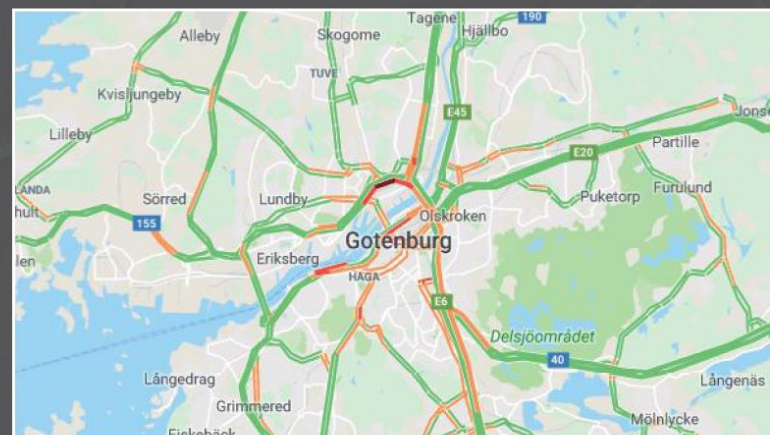 Tagene
190
Alleby
Skogome
Hjällbo
TUVE
Kvisljungeby
E45
Jonse
Lilleby
E20
Partille
LANDA
hult
Sörred
Lundby
Puketorp
Furulund
155
Olskroken
Gotenburg
len
Eriksberg
HAGA
E6
Delsjöområdet
40
Långedrag
Långenäs
Grimmered
Mölnlycke
Fiskebäck